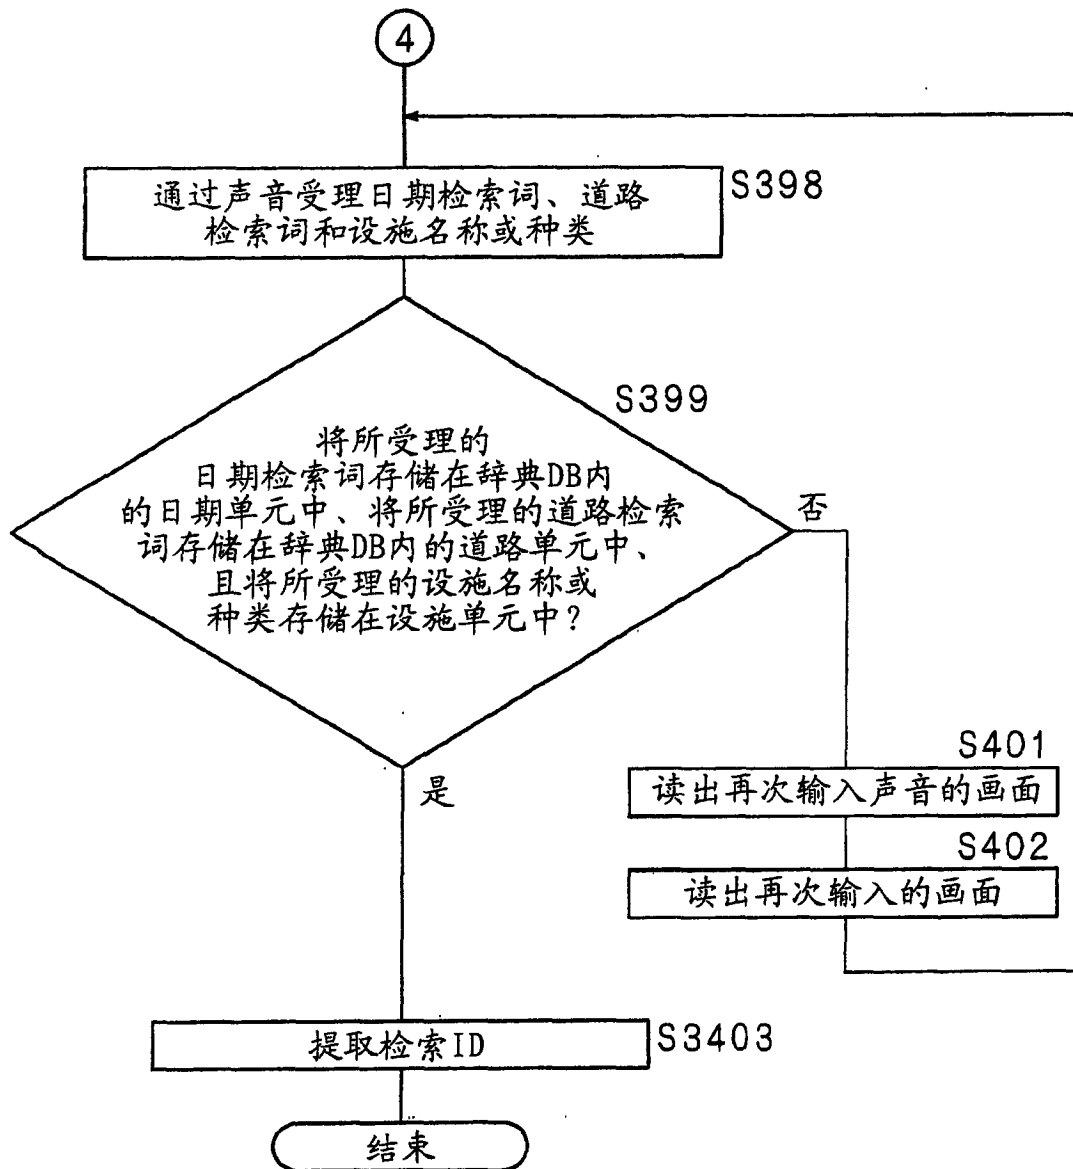 4
通过声音受理日期检索词、道路
检索词和设施名称或种类
S398
S399
将所受理的
日期检索词存储在辞典DB内
的日期单元中、将所受理的道路检索
词存储在辞典DB内的道路单元中、
且将所受理的设施名称或
种类存储在设施单元中?
否
是
S401
读出再次输入声音的画面
S402
读出再次输入的画面
提取检索ID
S3403
结束